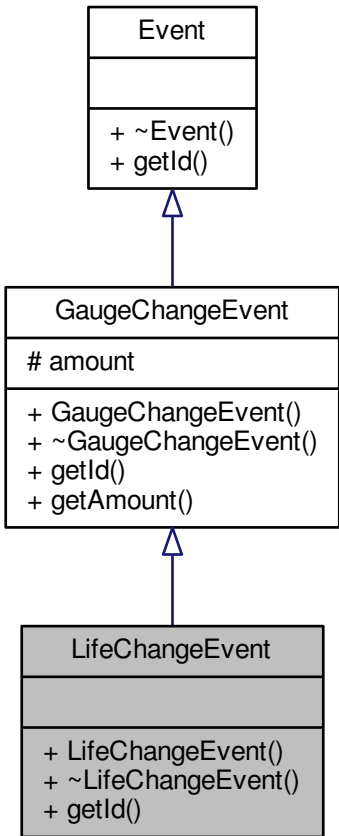 Event
+ ~Event()
+ getId()
GaugeChangeEvent
# amount
+ GaugeChangeEvent()
+ ~GaugeChangeEvent()
+ getId()
+ getAmount()
LifeChangeEvent
+ LifeChangeEvent()
+ ~LifeChangeEvent()
+ getId()